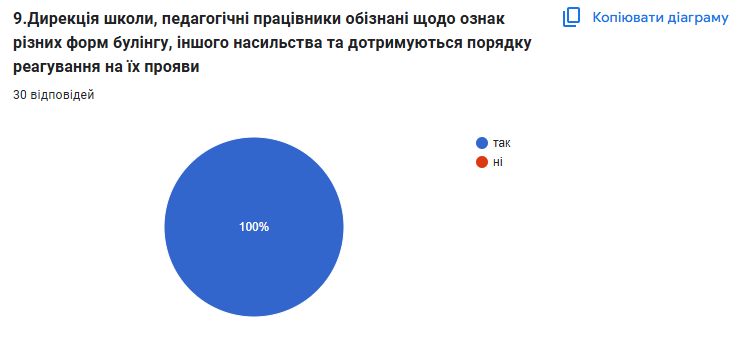 9.Дирекція школи, педагогічні працівники обізнані щодо ознак
різних форм булінгу, іншого насильства та дотримуються порядку
реагування на їх прояви
Копіювати діаграму
30 відповідей
100%
так
ні